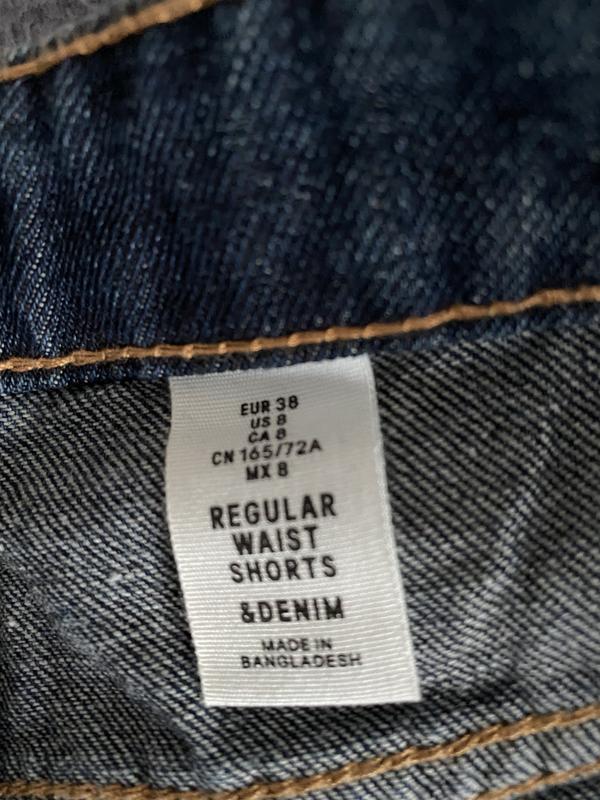 EUR 38
US 8
CA 8
CN 165/72A
MX 8
REGULAR
WAIST
SHORTS
&DENIM
MADE IN
BANGLADESH